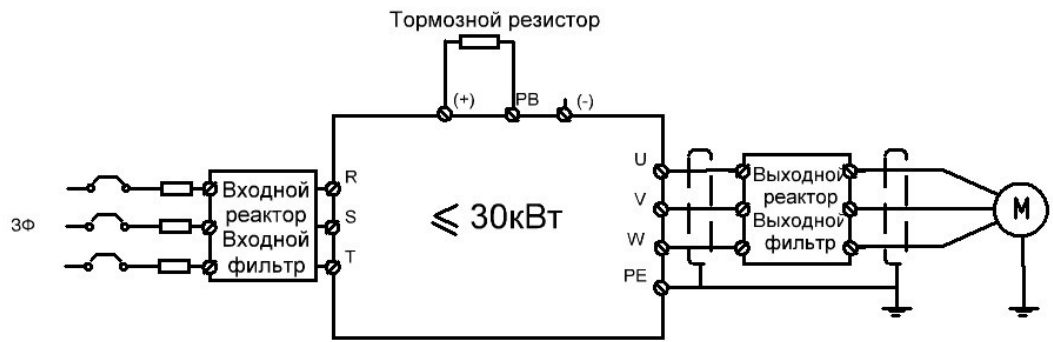 Тормозной резистор
(+)
PB
(-)
3Ф
Входной
реактор
Входной
фильтр
R
S
T
≤ 30кВт
U
V
W
PE
Выходной
реактор
Выходной
фильтр
M